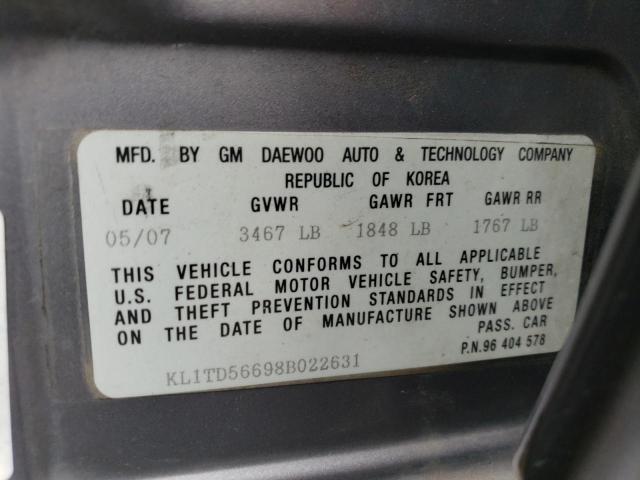 MFD. BY GM DAEWOO AUTO & TECHNOLOGY COMPANY
REPUBLIC OF KOREA
DATE GVWR GAWR FRT GAWR RR
05/07 3467 LB 1848 LB 1767 LB
THIS VEHICLE CONFORMS TO ALL APPLICABLE
U.S. FEDERAL MOTOR VEHICLE SAFETY, BUMPER,
AND THEFT PREVENTION STANDARDS IN EFFECT
ON THE DATE OF MANUFACTURE SHOWN ABOVE
PASS. CAR
P.N.96 404 578
KL1TD56698B022631